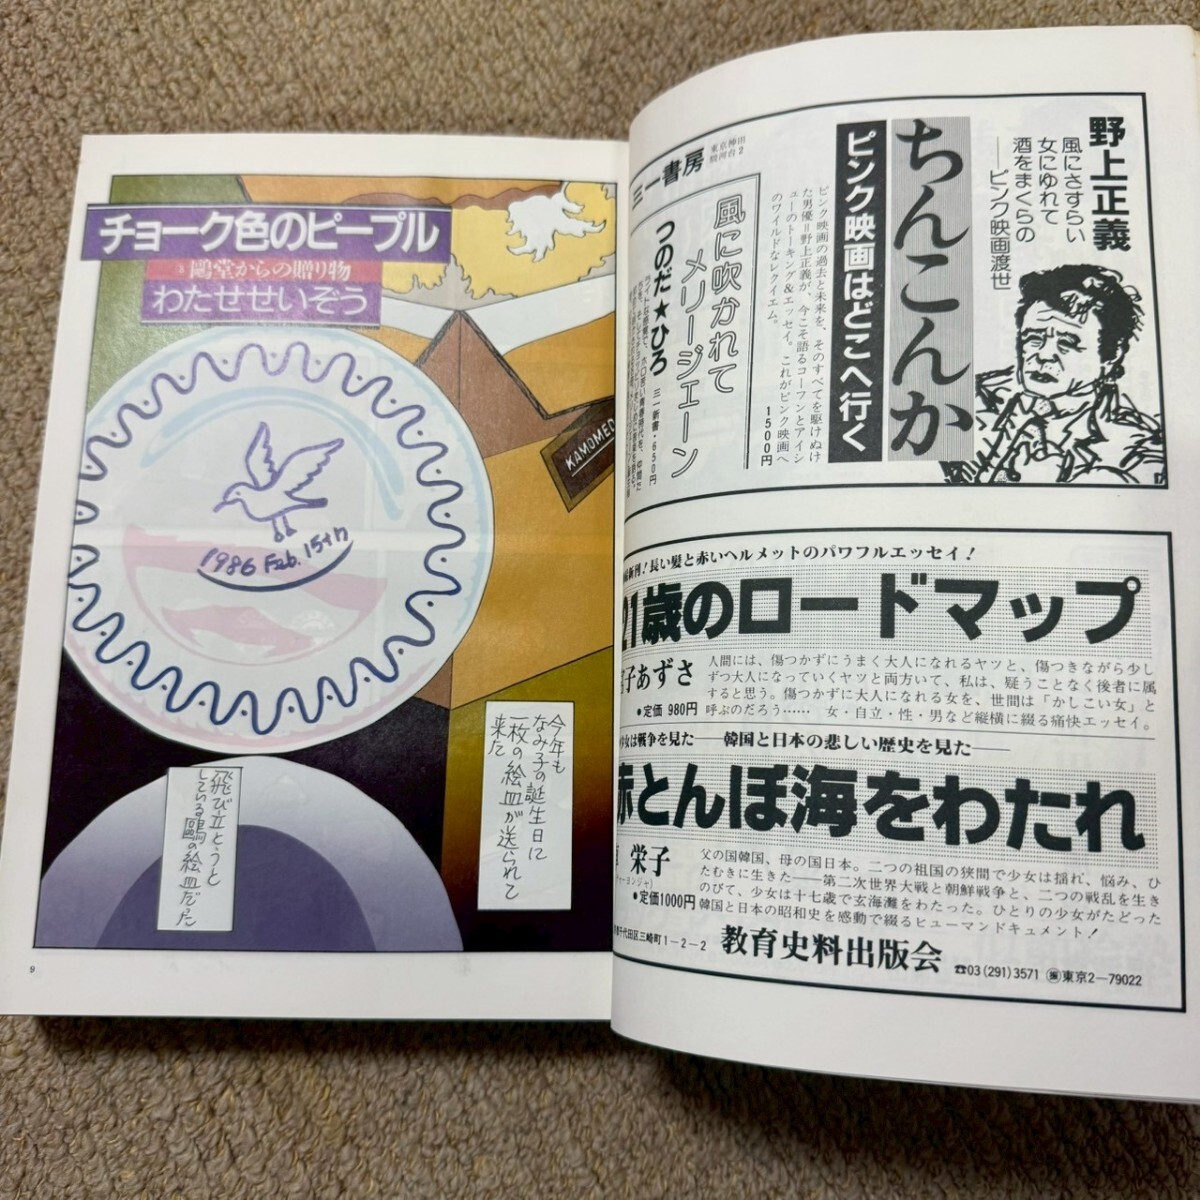 野上正義
風にさすらい
女にゆれて
酒をまくらの
──ピンク映画渡世
ちんこんか
ピンク映画はどこへ行く
ピンク映画の過去と未来を、そのすべてを駆けぬけ
た男優=野上正義が、今こそ語るコーフンとアイシ
ューのトーキング&エッセイ。これがピンク映画へ
のワイルドなレクイエム。
1500円
三一書房
東京神田
駿河台2
風に吹かれて
メリージェーン
つのだ★ひろ
三一新書・650円
新刊!長い髪と赤いヘルメットのパワフルエッセイ!
21歳のロードマップ
子あずさ
●定価 980円
人間には、傷つかずにうまく大人になれるヤツと、傷つきながら少し
ずつ大人になっていくヤツと両方いて、私は、疑うことなく後者に属
すると思う。傷つかずに大人になる女を、世間は「かしこい女」と
呼ぶのだろう…… 女・自立・性・男など縦横に綴る痛快エッセイ。
少女は戦争を見た──韓国と日本の悲しい歴史を見た──
赤とんぼ海をわたれ
栄子
ャーヨンジャ)
●定価1000円
父の国韓国、母の国日本。二つの祖国の狭間で少女は揺れ、悩み、ひ
たむきに生きた──第二次世界大戦と朝鮮戦争と、二つの戦乱を生き
のびて、少女は十七歳で玄海灘をわたった。ひとりの少女がたどった
韓国と日本の昭和史を感動で綴るヒューマンドキュメント!
千代田区三崎町1-2-2
教育史料出版会
☎03(291)3571 ㊣東京2-79022
チョーク色のピープル
3 鷗堂からの贈り物
わたせせいぞう
KAMOMED
1986 Feb. 15th
今年も
なみ子の誕生日に
一枚の絵皿が送られて
来た
飛び立とうと
している鷗の絵皿だった
9